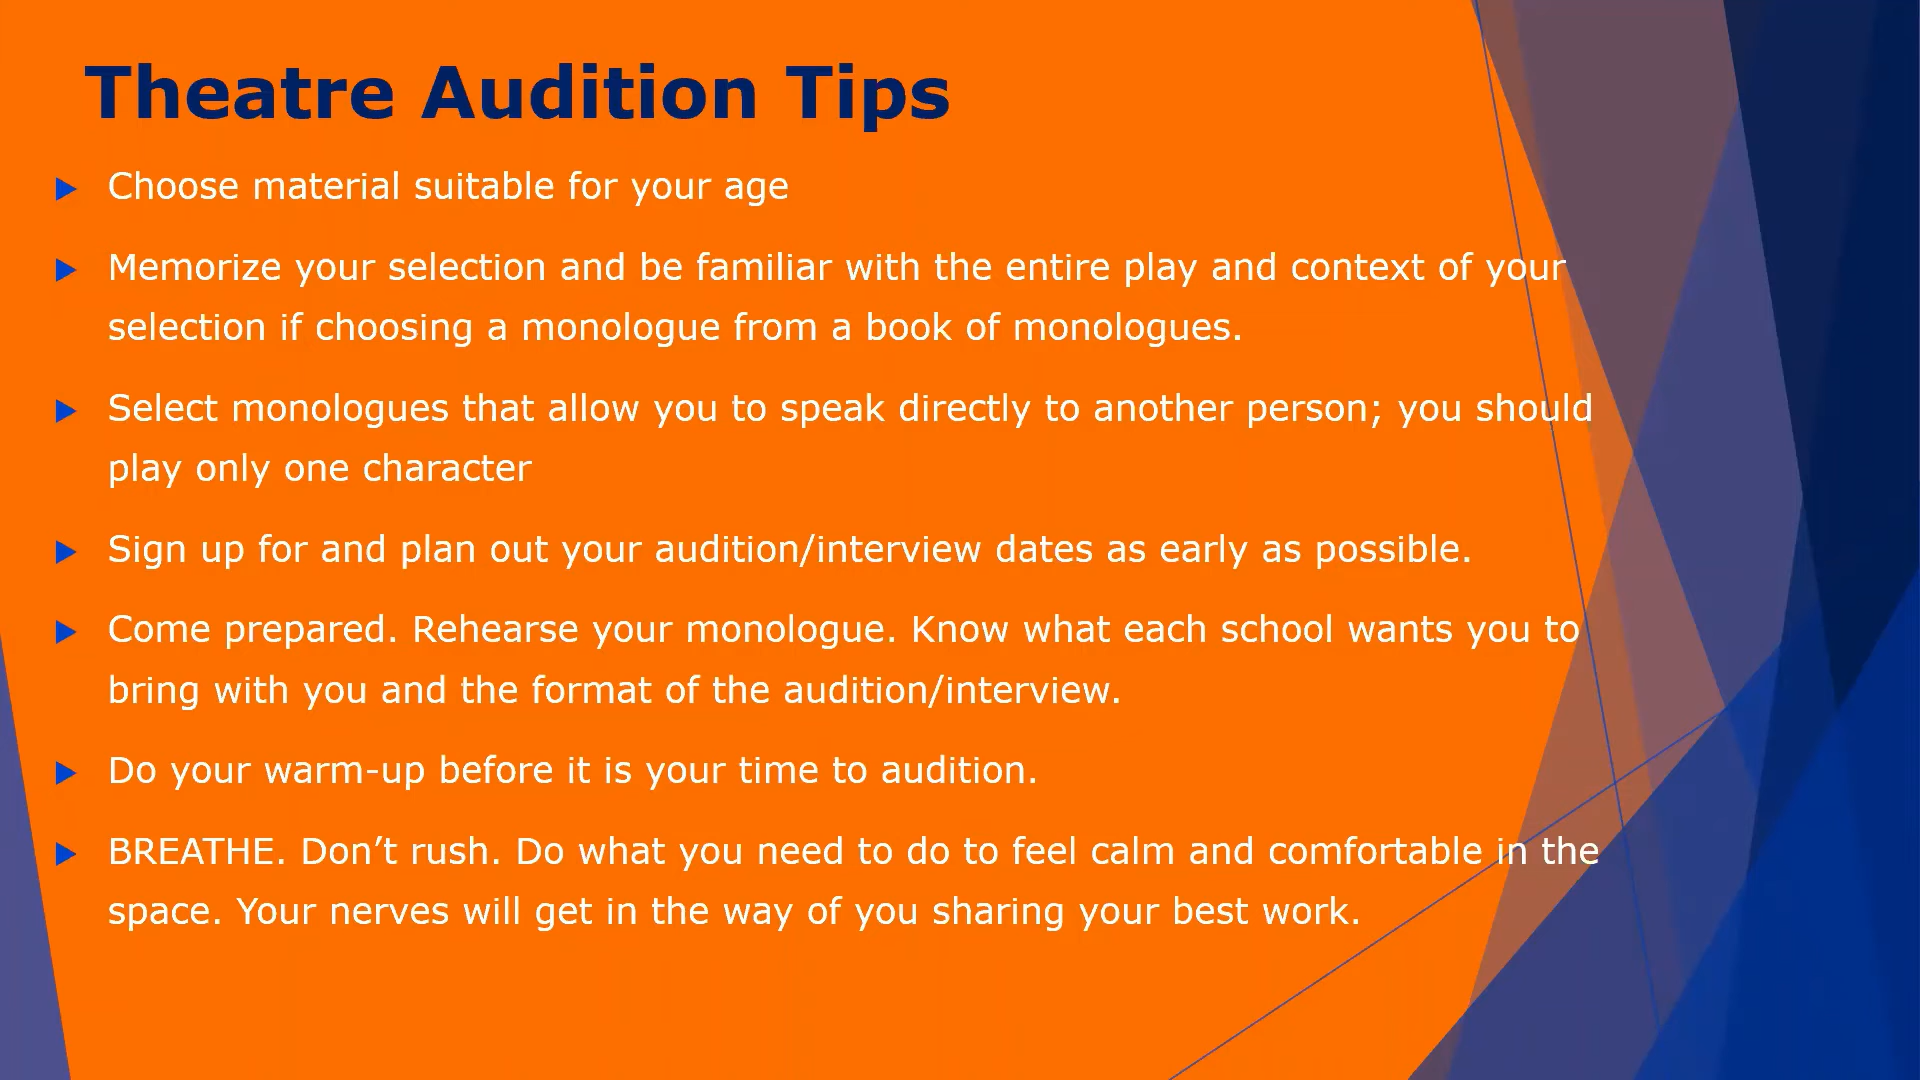 Theatre Audition Tips
Choose material suitable for your age
Memorize your selection and be familiar with the entire play and context of your
selection if choosing a monologue from a book of monologues.
Select monologues that allow you to speak directly to another person; you should
play only one character
Sign up for and plan out your audition/interview dates as early as possible.
Come prepared. Rehearse your monologue. Know what each school wants you to
bring with you and the format of the audition/interview.
Do your warm-up before it is your time to audition.
BREATHE. Don’t rush. Do what you need to do to feel calm and comfortable in the
space. Your nerves will get in the way of you sharing your best work.